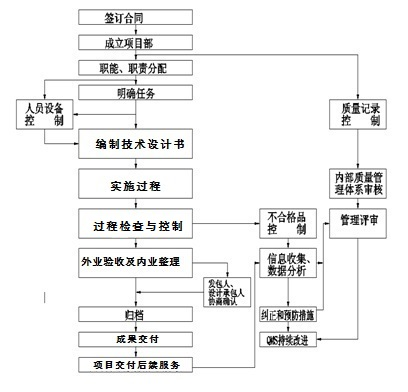 签订合同
成立项目部
职能、职责分配
明确任务
人员设备
控 制
质量记录
控 制
编制技术设计书
实施过程
内部质量管
理体系审核
过程检查与控制
不合格品
控 制
管理评审
外业验收及内业整理
信息收集、
数据分析
发包人、
设计承包人
协商确认
归档
纠正和预防措施
成果交付
QMS持续改进
项目交付后续服务